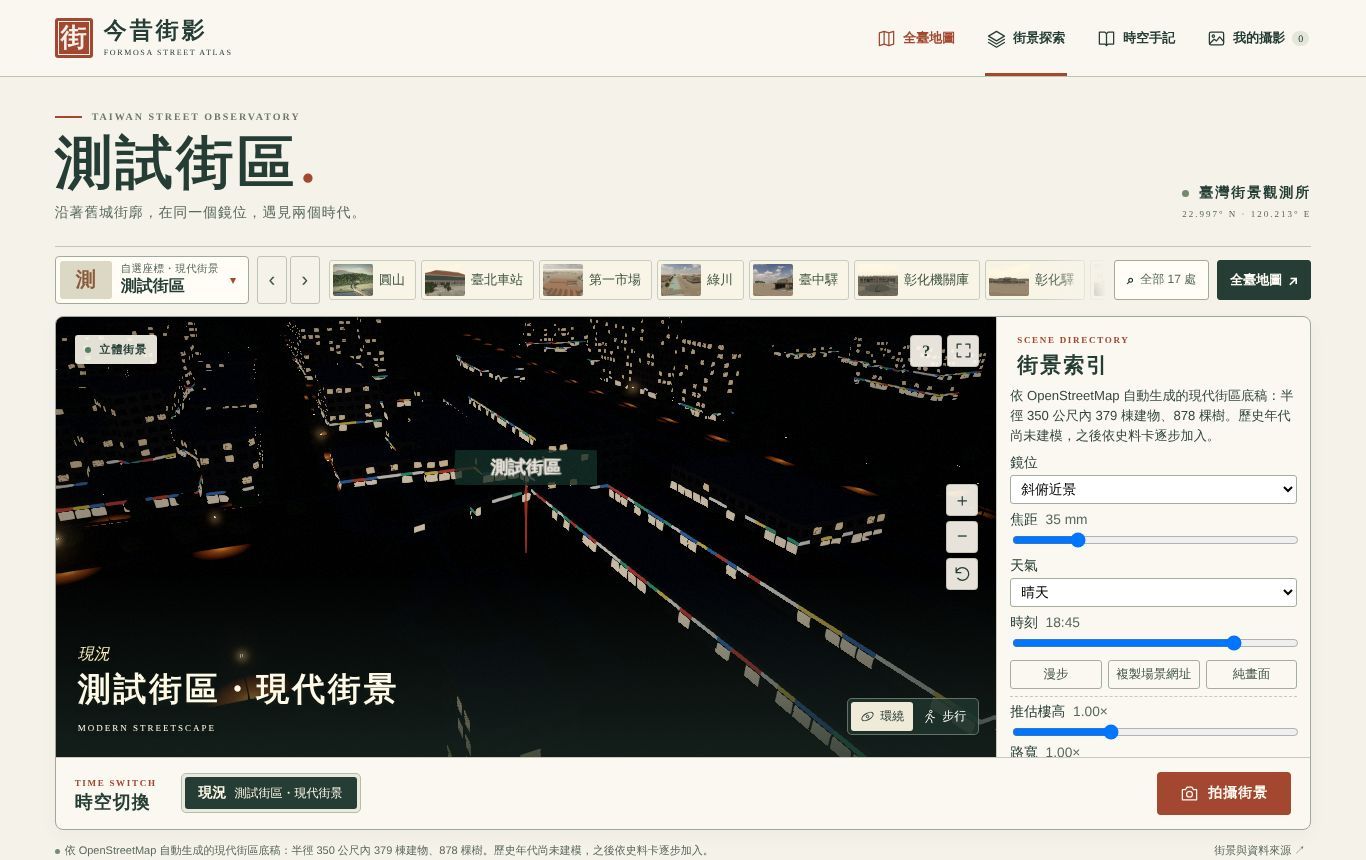 街 今昔街影
FORMOSA STREET ATLAS
全臺地圖 街景探索 時空手記 我的攝影 0
TAIWAN STREET OBSERVATORY
測試街區.
沿著舊城街廓，在同一個鏡位，遇見兩個時代。
臺灣街景觀測所
22.997° N · 120.213° E
測 自選座標・現代街景
測試街區 ▼
‹ › 圓山 臺北車站 第一市場 綠川 臺中驛 彰化機關庫 彰化驛 全部 17 處 全臺地圖 ↗
立體街景
?
測試街區
+
−
現況
測試街區・現代街景
MODERN STREETSCAPE
環繞 步行
SCENE DIRECTORY
街景索引
依 OpenStreetMap 自動生成的現代街區底稿：半
徑 350 公尺內 379 棟建物、878 棵樹。歷史年代
尚未建模，之後依史料卡逐步加入。
鏡位
斜俯近景
焦距 35 mm
天氣
晴天
時刻 18:45
漫步 複製場景網址 純畫面
推估樓高 1.00×
路寬 1.00×
TIME SWITCH
時空切換
現況 測試街區・現代街景
拍攝街景
依 OpenStreetMap 自動生成的現代街區底稿：半徑 350 公尺內 379 棟建物、878 棵樹。歷史年代尚未建模，之後依史料卡逐步加入。
街景與資料來源 ↗